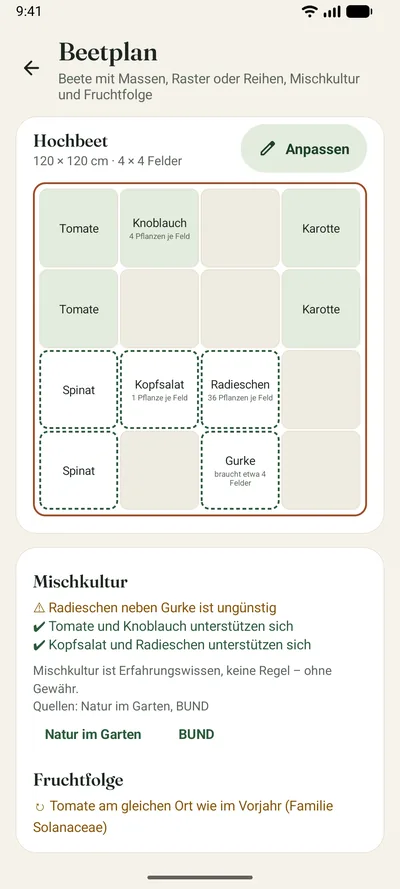 9:41
Beetplan
Beete mit Massen, Raster oder Reihen, Mischkultur
und Fruchtfolge
Hochbeet
120 × 120 cm · 4 × 4 Felder
Anpassen
Tomate
Knoblauch
4 Pflanzen je Feld
Karotte
Tomate
Karotte
Spinat
Kopfsalat
1 Pflanze je Feld
Radieschen
36 Pflanzen je Feld
Spinat
Gurke
braucht etwa 4
Felder
Mischkultur
⚠ Radieschen neben Gurke ist ungünstig
✔ Tomate und Knoblauch unterstützen sich
✔ Kopfsalat und Radieschen unterstützen sich
Mischkultur ist Erfahrungswissen, keine Regel – ohne
Gewähr.
Quellen: Natur im Garten, BUND
Natur im Garten
BUND
Fruchtfolge
↻ Tomate am gleichen Ort wie im Vorjahr (Familie
Solanaceae)